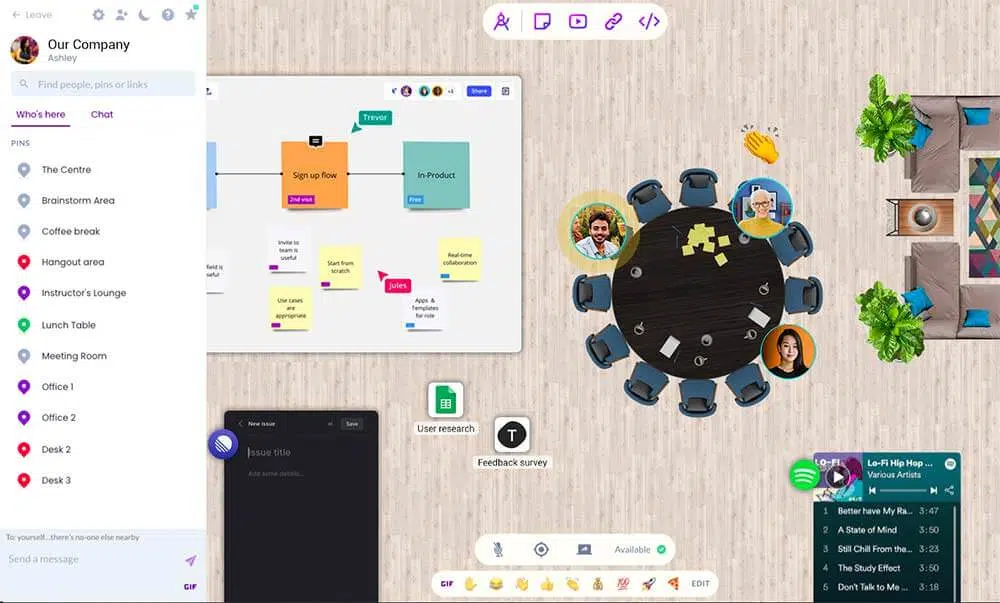 Leave
Our Company
Ashley
Find people, pins or links
Who's here
Chat
PINS
The Centre
Brainstorm Area
Coffee break
Hangout area
Instructor's Lounge
Lunch Table
Meeting Room
Office 1
Office 2
Desk 2
Desk 3
To: yourself...there's no-one else nearby
Send a message
GIF
Share
Trevor
Sign up flow
2nd visit
In-Product
Free
Invite to
team is
useful
Start from
scratch
Real-time
collaboration
field is
useful
Jules
Use cases
are
appropriate
Apps &
Templates
for role
New issue
Save
Issue title
Add some details...
User research
T
Feedback survey
LO-FI
Lo-Fi Hip Hop ...
Various Artists
1 Better have My Ra... 3:47
2 A State of Mind 3:50
3 Still Chill From the... 3:23
4 The Study Effect 3:50
5 Don't Talk to Me ... 3:18
Available
GIF
100
EDIT